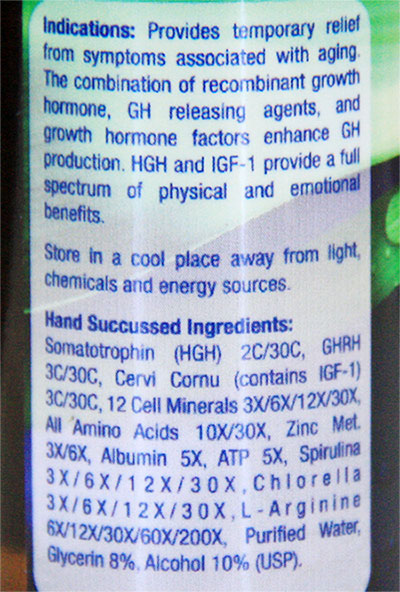 Indications: Provides temporary relief
from symptoms associated with aging.
The combination of recombinant growth
hormone, GH releasing agents, and
growth hormone factors enhance GH
production. HGH and IGF-1 provide a full
spectrum of physical and emotional
benefits.
Store in a cool place away from light,
chemicals and energy sources.
Hand Succussed Ingredients:
Somatotrophin (HGH) 2C/30C, GHRH
3C/30C, Cervi Cornu (contains IGF-1)
3C/30C, 12 Cell Minerals 3X/6X/12X/30X,
All Amino Acids 10X/30X, Zinc Met.
3X/6X, Albumin 5X, ATP 5X, Spirulina
3X/6X/12X/30X, Chlorella
3X/6X/12X/30X, L-Arginine
6X/12X/30X/60X/200X, Purified Water,
Glycerin 8%, Alcohol 10% (USP).